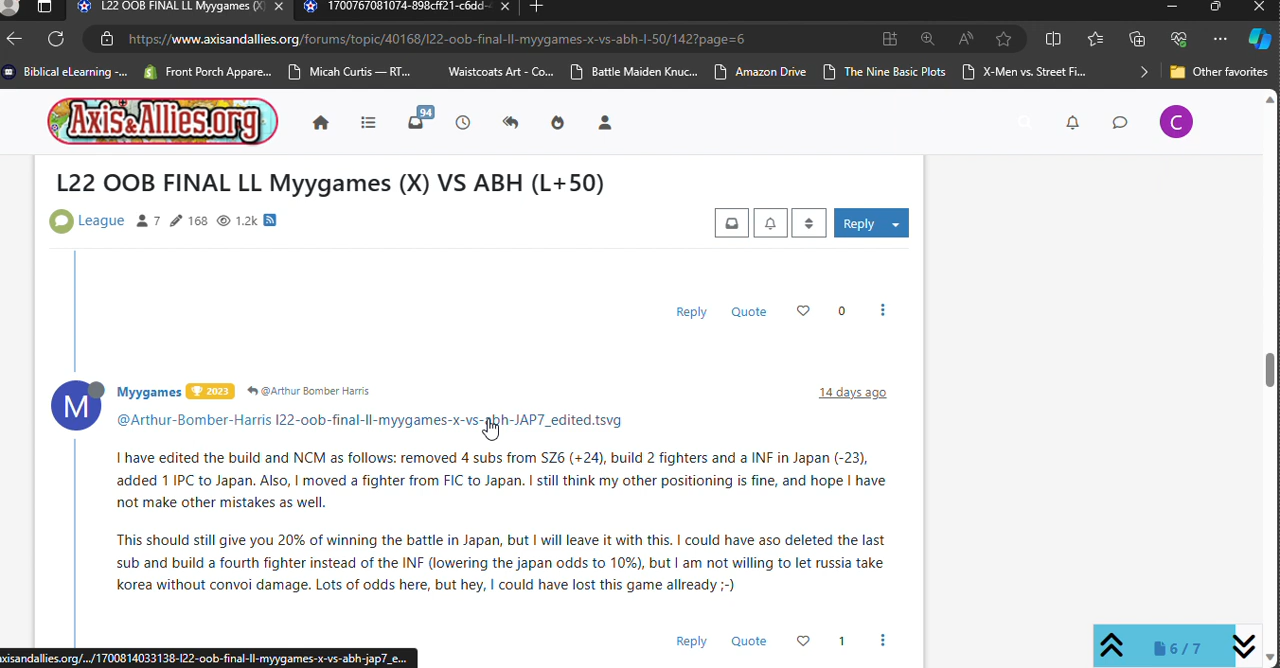 L22 OOB FINAL LL Myygames (X)
1700767081074-898cff21-c6dd-
https://www.axisandallies.org/forums/topic/40168/l22-oob-final-ll-myygames-x-vs-abh-l-50/142?page=6
Biblical eLearning -...
Front Porch Appare...
Micah Curtis — RT...
Waistcoats Art - Co...
Battle Maiden Knuc...
Amazon Drive
The Nine Basic Plots
X-Men vs. Street Fi...
Other favorites
Axis&Allies.org
94
C
L22 OOB FINAL LL Myygames (X) VS ABH (L+50)
League 7 168 1.2k
Reply
Reply Quote 0
M
Myygames 2023 @Arthur Bomber Harris 14 days ago
@Arthur-Bomber-Harris l22-oob-final-ll-myygames-x-vs-abh-JAP7_edited.tsvg
I have edited the build and NCM as follows: removed 4 subs from SZ6 (+24), build 2 fighters and a INF in Japan (-23),
added 1 IPC to Japan. Also, I moved a fighter from FIC to Japan. I still think my other positioning is fine, and hope I have
not make other mistakes as well.
This should still give you 20% of winning the battle in Japan, but I will leave it with this. I could have aso deleted the last
sub and build a fourth fighter instead of the INF (lowering the japan odds to 10%), but I am not willing to let russia take
korea without convoi damage. Lots of odds here, but hey, I could have lost this game allready ;-)
Reply Quote 1
6 / 7
axisandallies.org/.../1700814033138-l22-oob-final-ll-myygames-x-vs-abh-jap7_e...